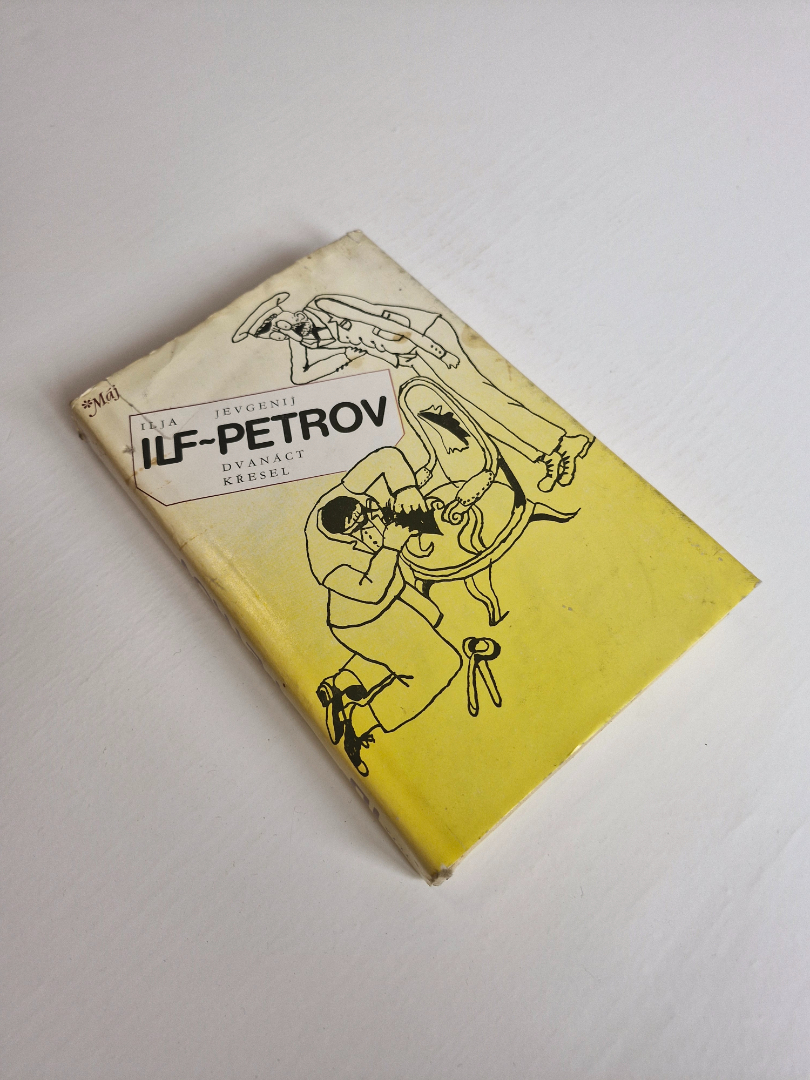 *Máj
ILJA JEVGENIJ
ILF~PETROV
DVANÁCT
KŘESEL